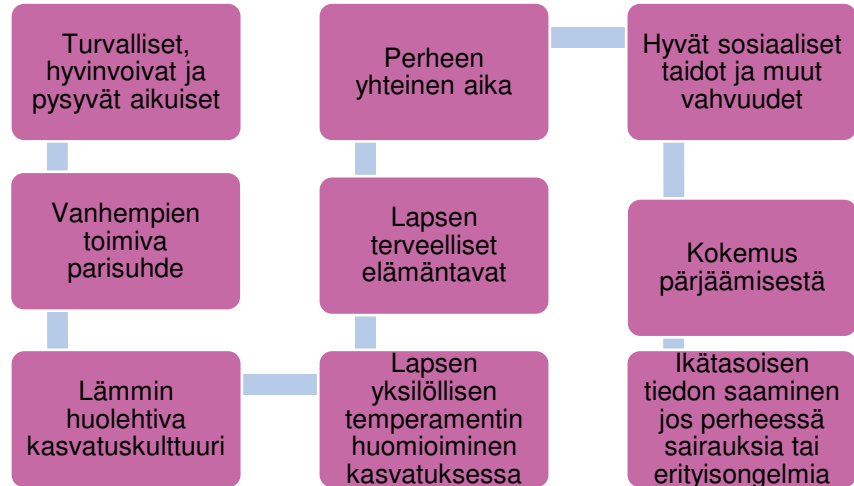 Turvalliset,
hyvinvoivat ja
pysyvät aikuiset
Vanhempien
toimiva
parisuhde
Lämmin
huolehtiva
kasvatuskulttuuri
Lapsen
yksilöllisen
temperamentin
huomioiminen
kasvatuksessa
Lapsen
terveelliset
elämäntavat
Perheen
yhteinen aika
Hyvät sosiaaliset
taidot ja muut
vahvuudet
Kokemus
pärjäämisestä
Ikätasoisen
tiedon saaminen
jos perheessä
sairauksia tai
erityisongelmia